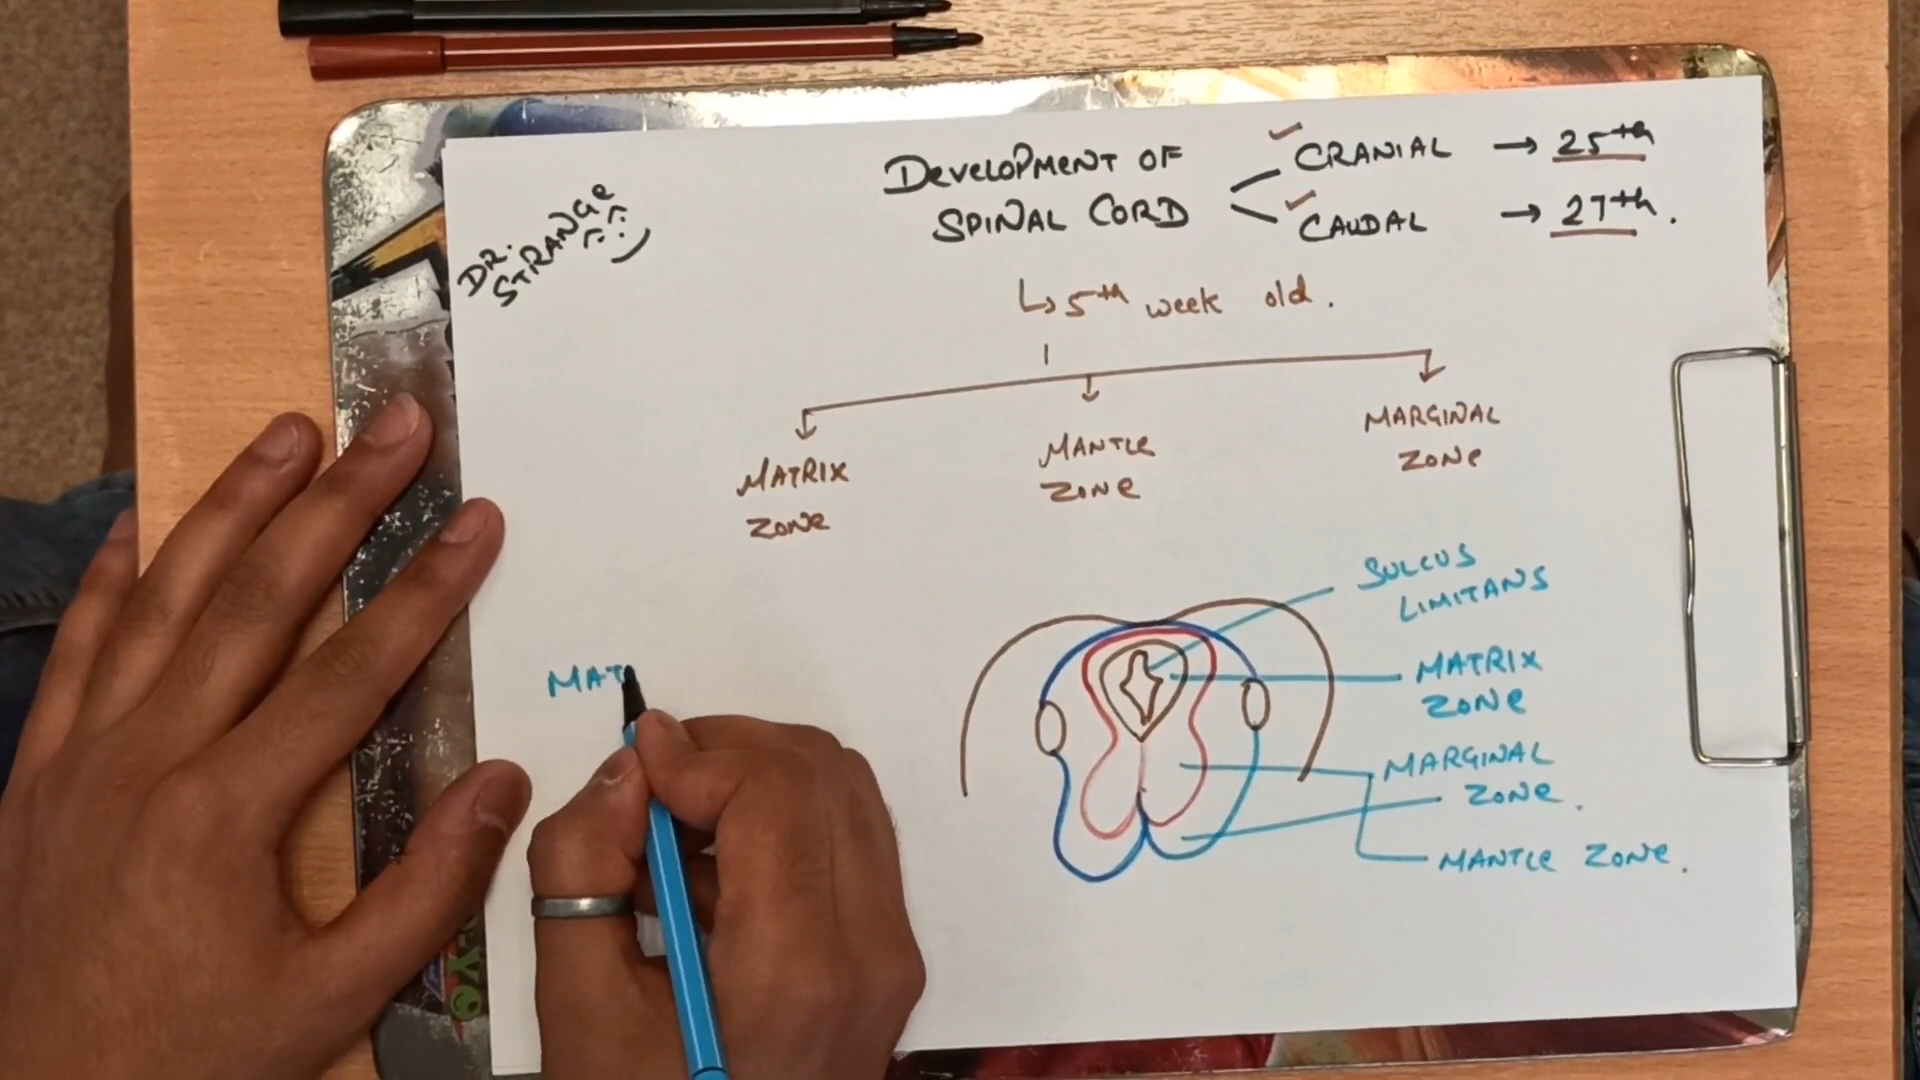 DR.
STRANGE
DEVELOPMENT OF
SPINAL CORD
CRANIAL → 25th
CAUDAL → 27th.
↳ 5th week old.
MATRIX
ZONE
MANTLE
ZONE
MARGINAL
ZONE
SULCUS
LIMITANS
MATRIX
ZONE
MARGINAL
ZONE.
MANTLE ZONE.
MAT